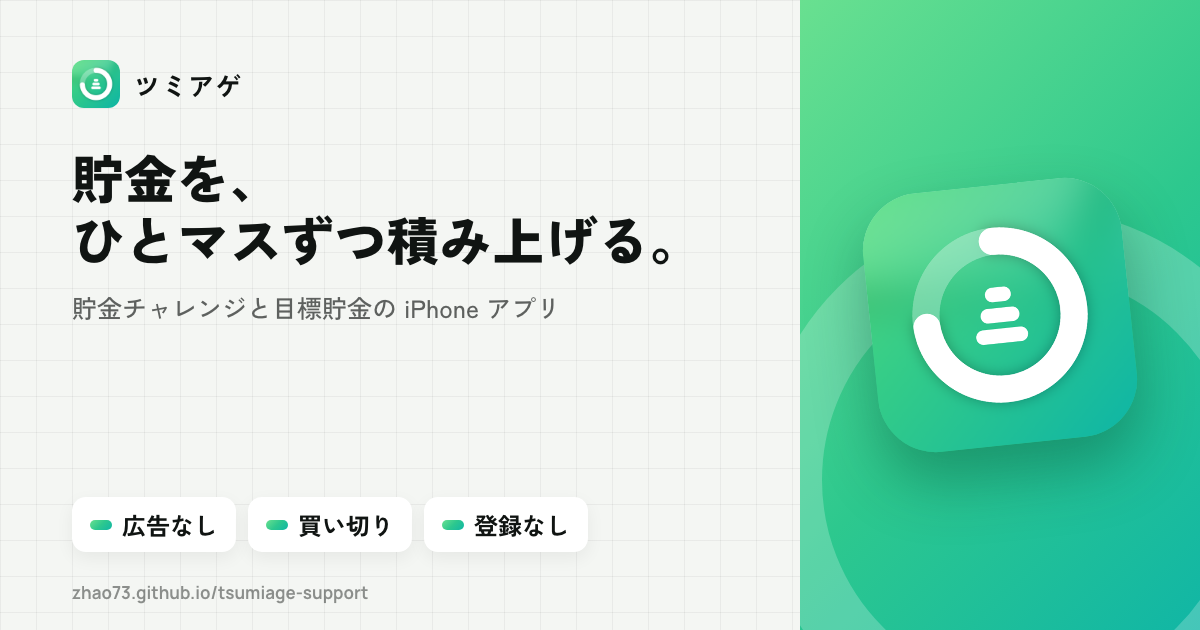 ツミアゲ
貯金を、
ひとマスずつ積み上げる。
貯金チャレンジと目標貯金の iPhone アプリ
広告なし
買い切り
登録なし
zhao73.github.io/tsumiage-support